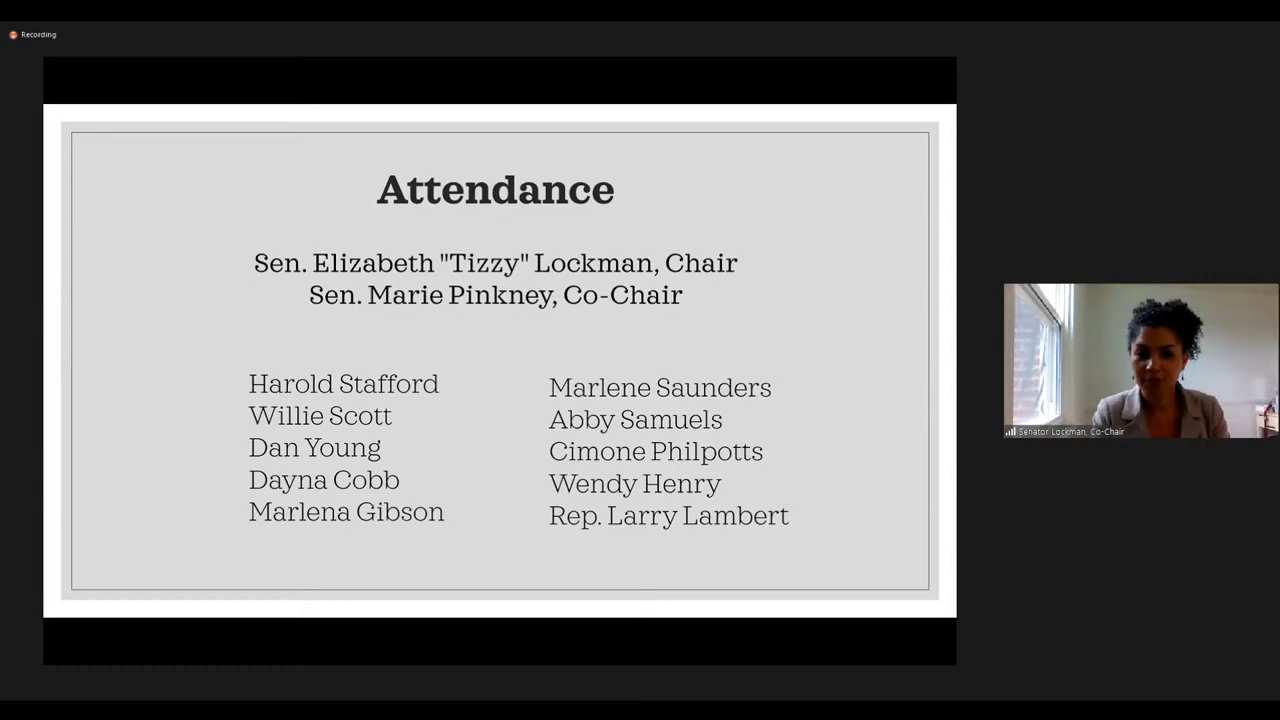 Recording
Attendance
Sen. Elizabeth "Tizzy" Lockman, Chair
Sen. Marie Pinkney, Co-Chair
Harold Stafford
Willie Scott
Dan Young
Dayna Cobb
Marlena Gibson
Marlene Saunders
Abby Samuels
Cimone Philpotts
Wendy Henry
Rep. Larry Lambert
Senator Lockman, Co-Chair